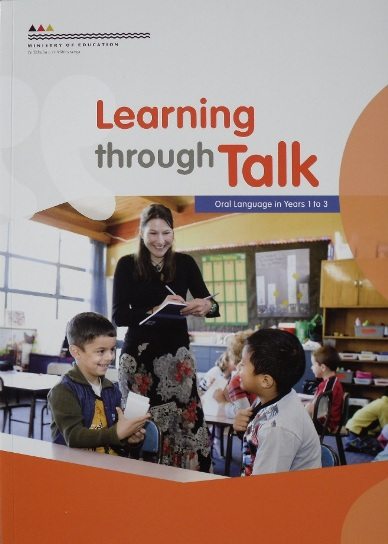 MINISTRY OF EDUCATION
Learning
through Talk
Oral Language in Years 1 to 3